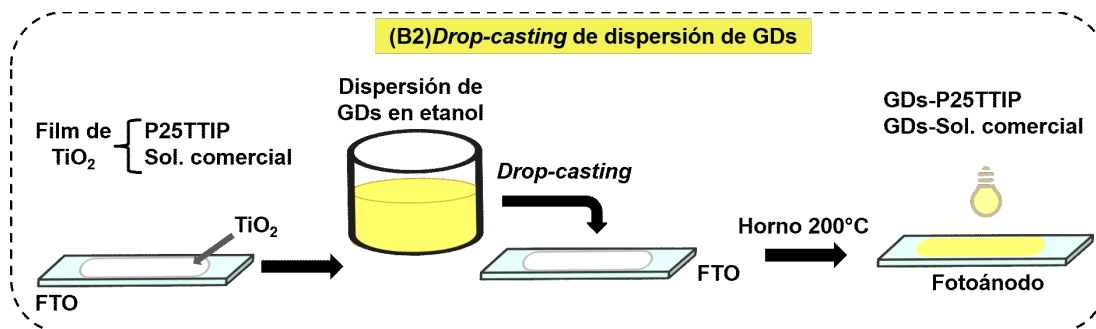 (B2)Drop-casting de dispersión de GDs
Film de
TiO₂
P25TTIP
Sol. comercial
TiO₂
FTO
Dispersión de
GDs en etanol
Drop-casting
FTO
Horno 200°C
GDs-P25TTIP
GDs-Sol. comercial
Fotoánodo